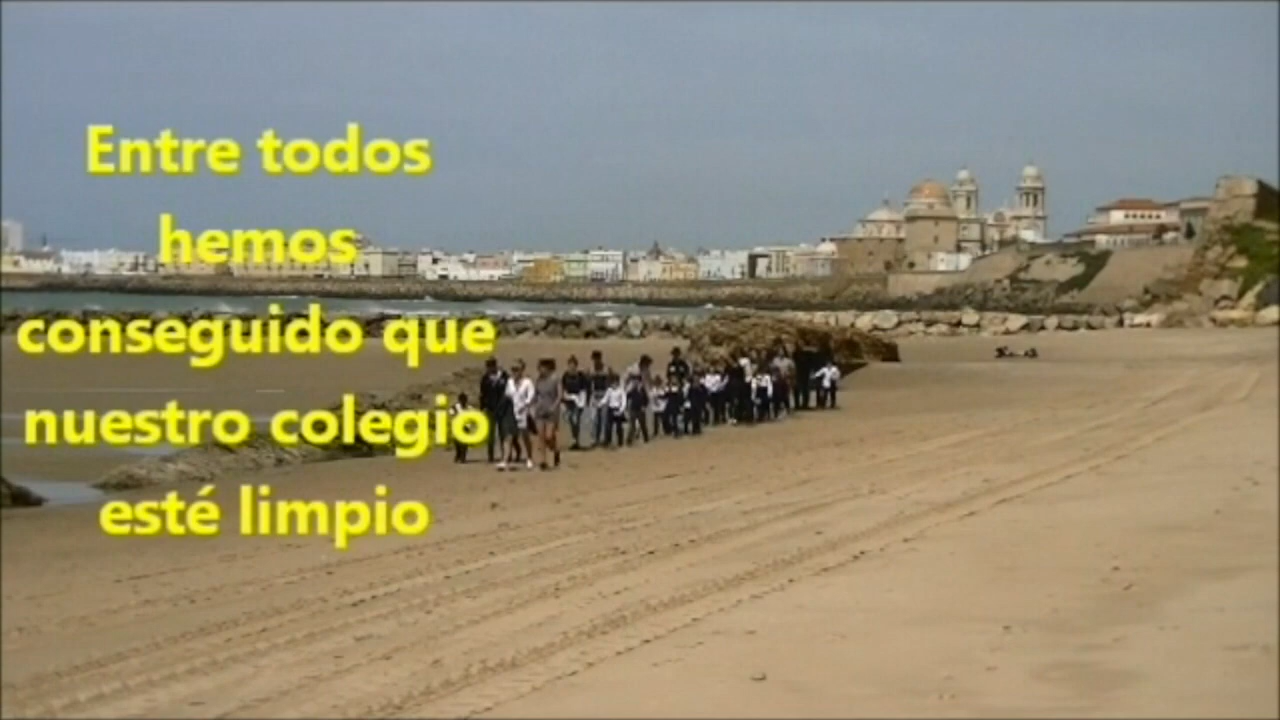 Entre todos
hemos
conseguido que
nuestro colegio
esté limpio